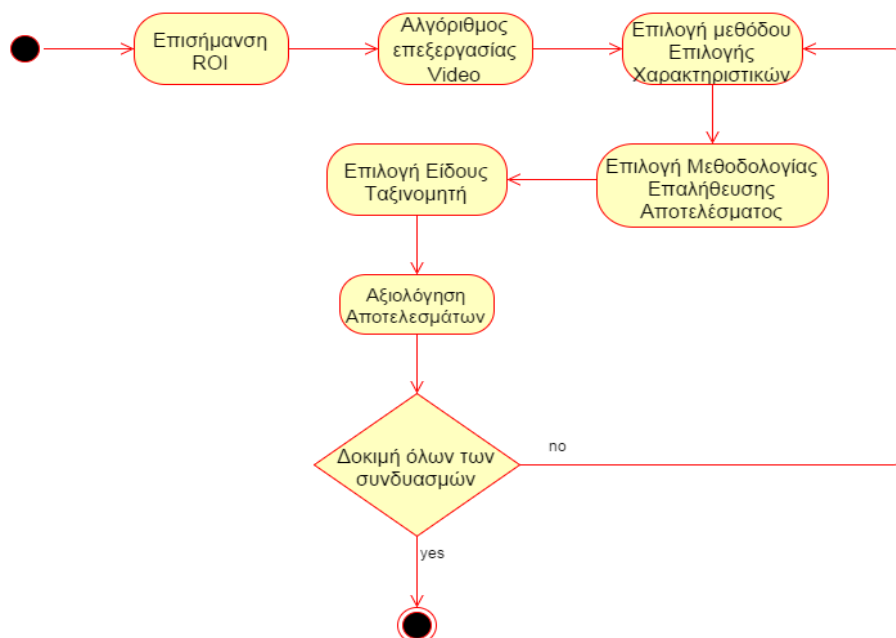 Επισήμανση
ROI
Αλγόριθμος
επεξεργασίας
Video
Επιλογή μεθόδου
Επιλογής
Χαρακτηριστικών
Επιλογή Μεθοδολογίας
Επαλήθευσης
Αποτελέσματος
Επιλογή Είδους
Ταξινομητή
Αξιολόγηση
Αποτελεσμάτων
Δοκιμή όλων των
συνδυασμών
no
yes